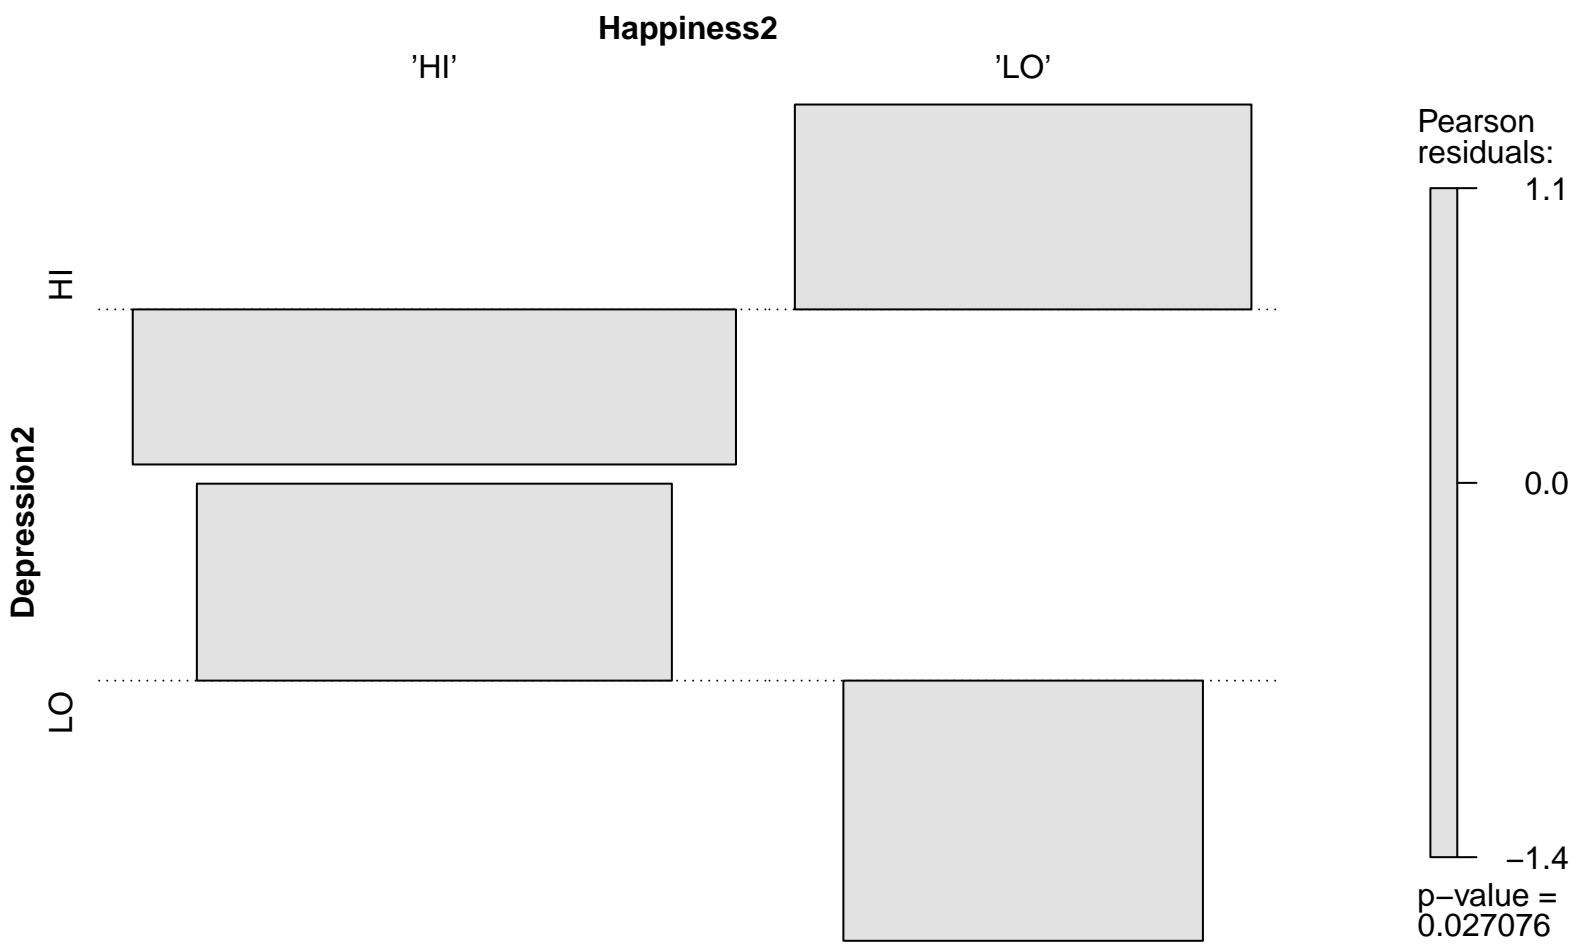 Happiness2
’HI’ ’LO’
Pearson
residuals:
1.1
HI
Depression2
0.0
LO
−1.4
p−value =
0.027076